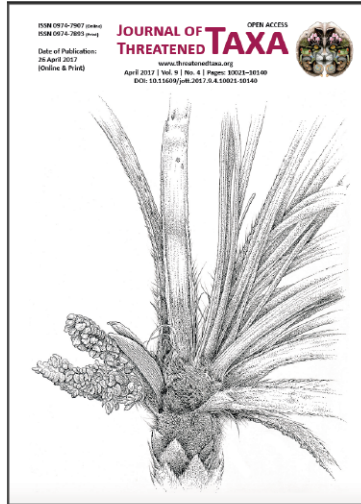 ISSN 0974-7907 (Online)
ISSN 0974-7893 (Print)
Date of Publication:
26 April 2017
(Online & Print)
OPEN ACCESS
JOURNAL OF
THREATENED
TAXA
www.threatenedtaxa.org
April 2017 | Vol. 9 | No. 4 | Pages: 10021–10140
DOI: 10.11609/jott.2017.9.4.10021-10140